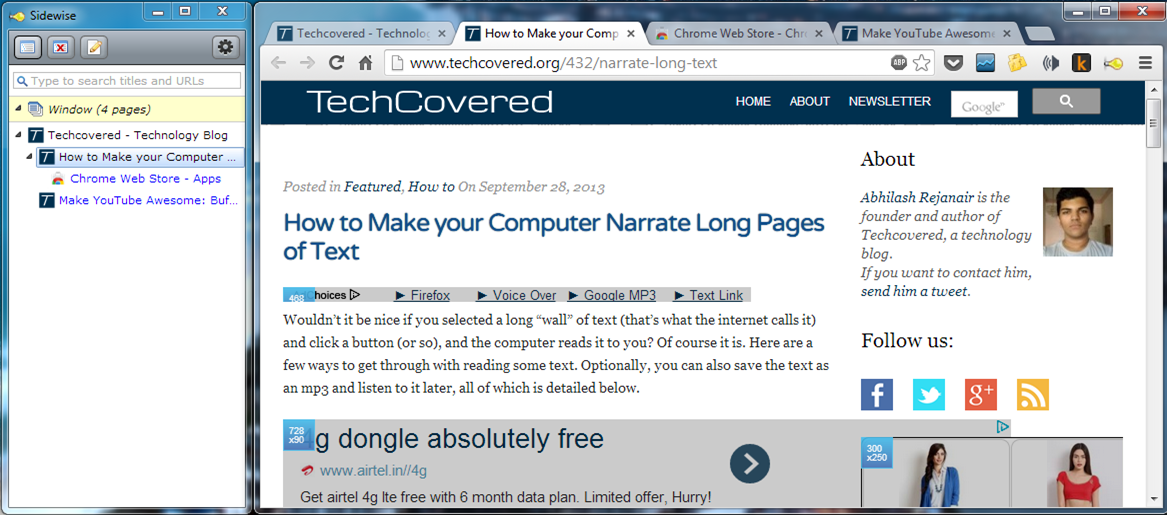 Sidewise
Type to search titles and URLs
Window (4 pages)
Techcovered - Technology Blog
How to Make your Computer ...
Chrome Web Store - Apps
Make YouTube Awesome: Buf...
Techcovered - Technolog
How to Make your Comp
Chrome Web Store - Chr
Make YouTube Awesome
www.techcovered.org/432/narrate-long-text
ABP
TechCovered
HOME ABOUT NEWSLETTER
Google™
Posted in Featured, How to On September 28, 2013
How to Make your Computer Narrate Long Pages
of Text
468
hoices
► Firefox ► Voice Over ► Google MP3 ► Text Link
Wouldn't it be nice if you selected a long “wall” of text (that's what the internet calls it)
and click a button (or so), and the computer reads it to you? Of course it is. Here are a
few ways to get through with reading some text. Optionally, you can also save the text as
an mp3 and listen to it later, all of which is detailed below.
728
x90
g dongle absolutely free
www.airtel.in//4g
Get airtel 4g lte free with 6 month data plan. Limited offer, Hurry!
About
Abhilash Rejanair is the
founder and author of
Techcovered, a technology
blog.
If you want to contact him,
send him a tweet.
Follow us:
300
x250